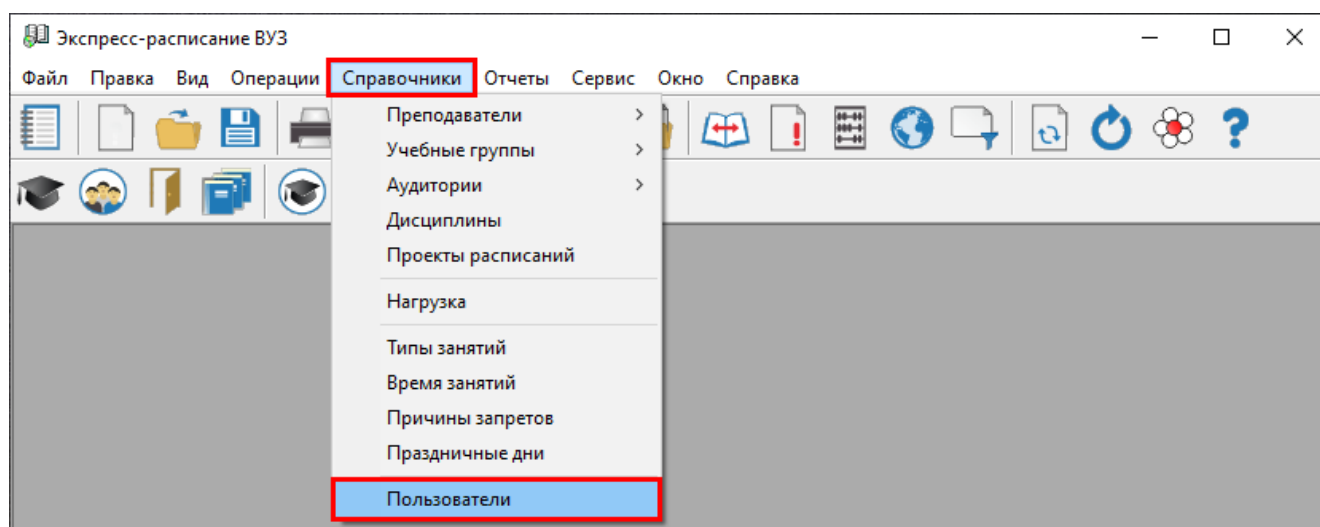 Экспресс-расписание ВУЗ
Файл Правка Вид Операции Справочники Отчеты Сервис Окно Справка
Преподаватели
Учебные группы
Аудитории
Дисциплины
Проекты расписаний
Нагрузка
Типы занятий
Время занятий
Причины запретов
Праздничные дни
Пользователи